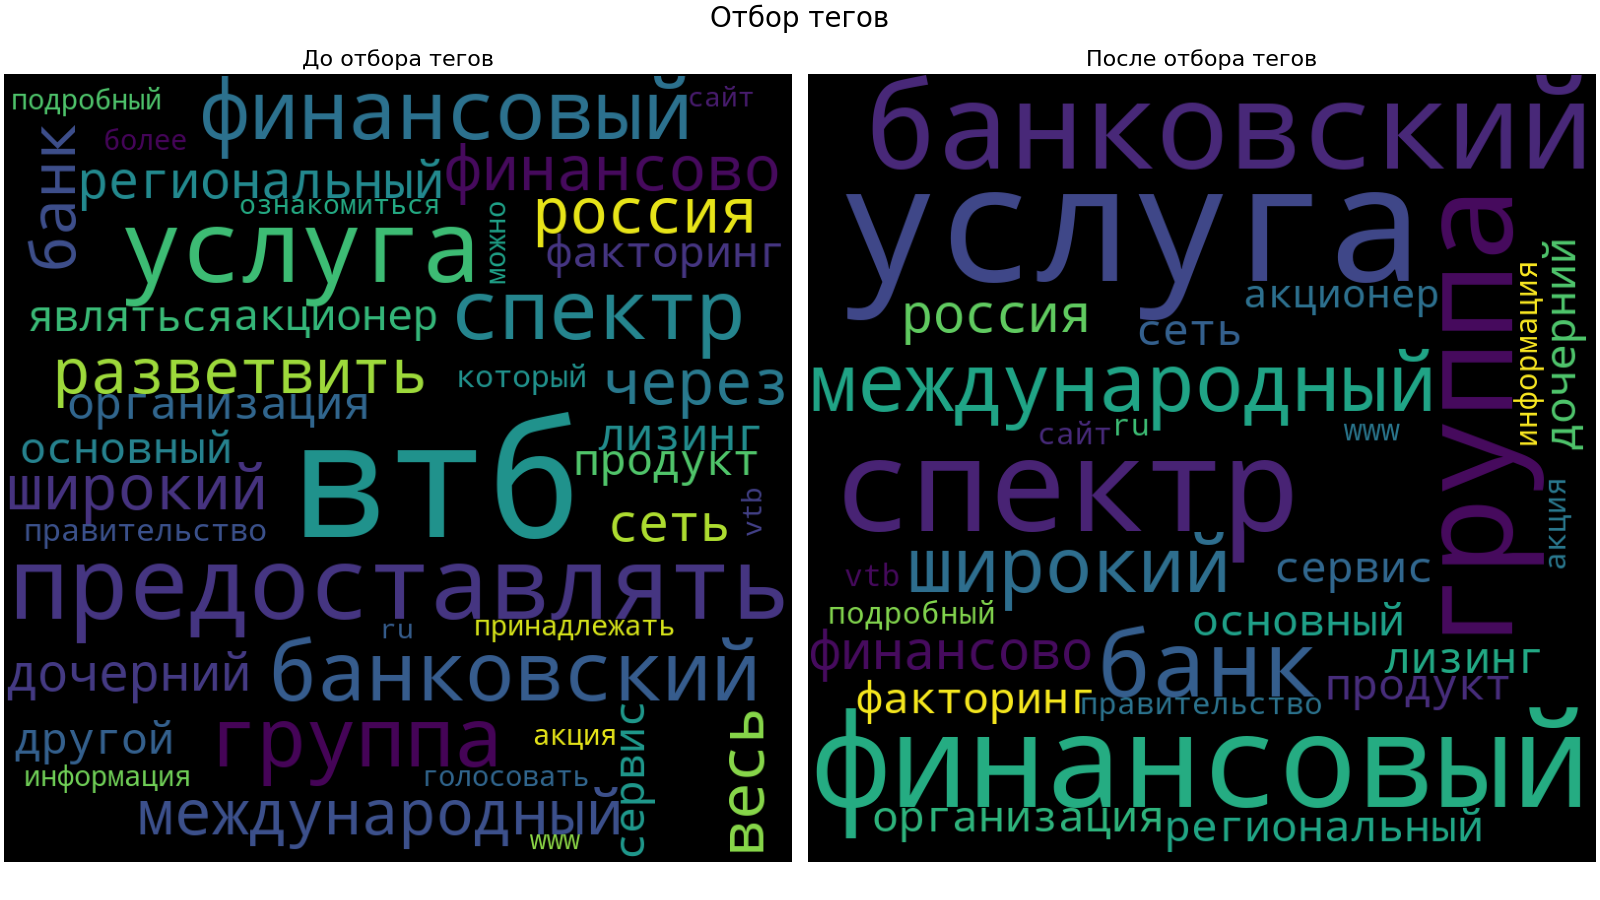 Отбор тегов
До отбора тегов
подробный
финансовый
сайт
более
банк
финансово
региональный
ознакомиться
можно
россия
услуга
факторинг
спектр
являться
акционер
разветвить
который
через
организация
втб
основный
лизинг
продукт
широкий
vtb
сеть
правительство
предоставлять
ru
принадлежать
дочерний
банковский
группа
сервис
весь
другой
акция
информация
голосовать
международный
www
После отбора тегов
банковский
услуга
группа
дочерний
информация
акционер
россия
сеть
международный
сайт
ru
www
спектр
акция
широкий
сервис
vtb
подробный
основный
финансово
банк
лизинг
продукт
факторинг
правительство
финансовый
организация
региональный